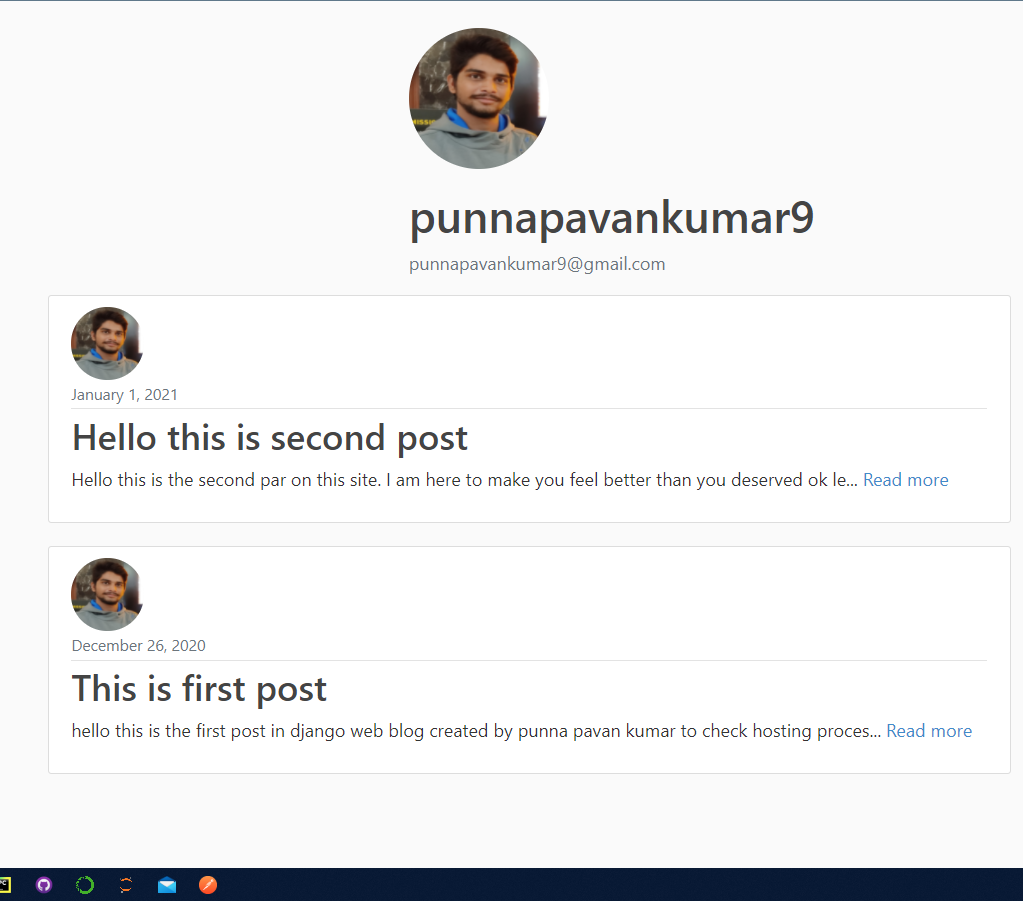 punnapavankumar9
punnapavankumar9@gmail.com
January 1, 2021
Hello this is second post
Hello this is the second par on this site. I am here to make you feel better than you deserved ok le... Read more
December 26, 2020
This is first post
hello this is the first post in django web blog created by punna pavan kumar to check hosting proces... Read more